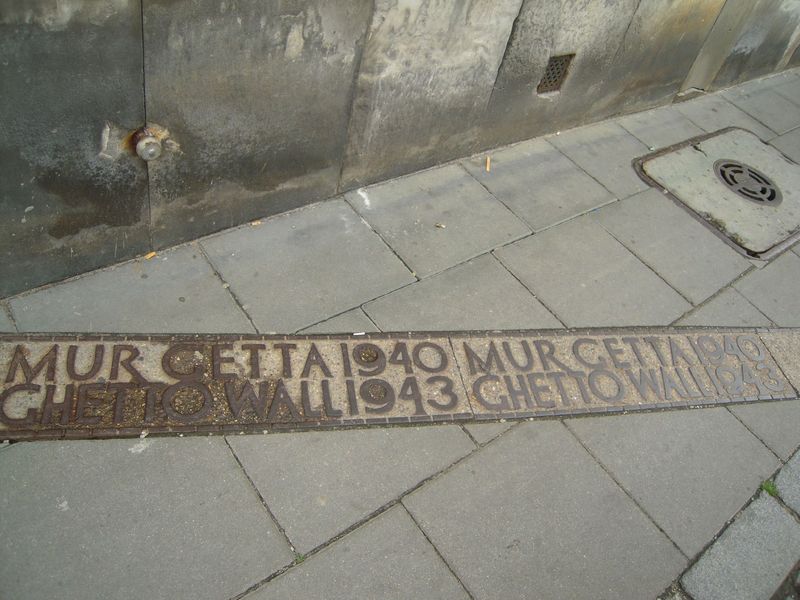 MUR GETTA 1940 MUR GETTA 1940
GHETTO WALL 1943 GHETTO WALL 1943